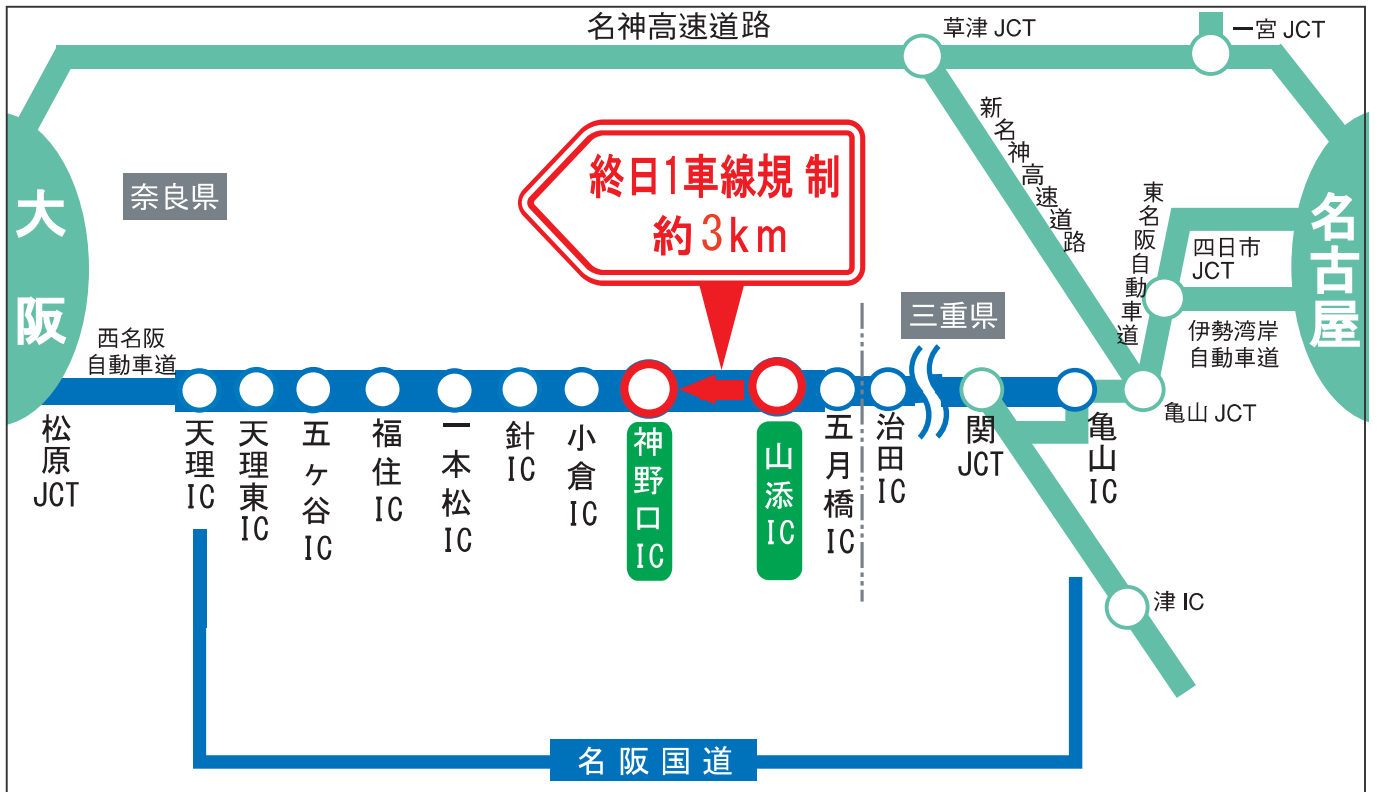 名神高速道路
草津 JCT
一宮 JCT
新名神高速道路
終日1車線規 制
約3km
奈良県
大阪
名古屋
東名阪自動車道
四日市
JCT
三重県
伊勢湾岸
自動車道
西名阪
自動車道
亀山 JCT
松原
JCT
天理
IC
天理東
IC
五ヶ谷
IC
福住
IC
一本松
IC
針
IC
小倉
IC
神野口
IC
山添
IC
五月橋
IC
治田
IC
関
JCT
亀山
IC
津 IC
名阪国道